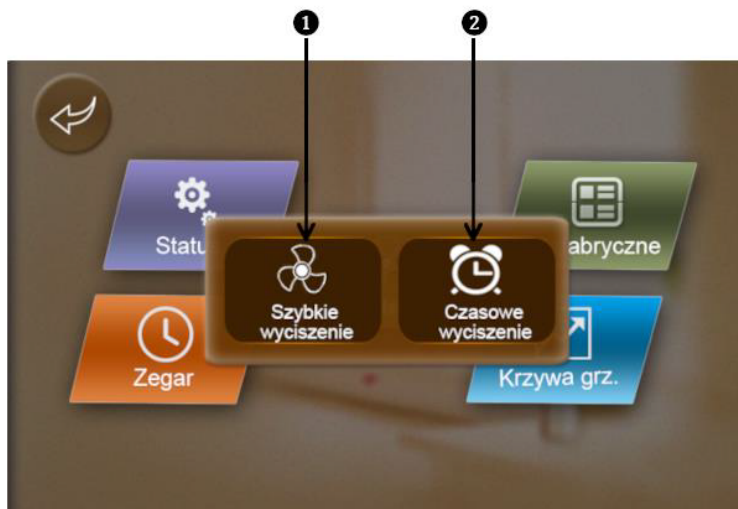 1 2
Statu
abryczne
Szybkie
wyciszenie
Czasowe
wyciszenie
Zegar
Krzywa grz.